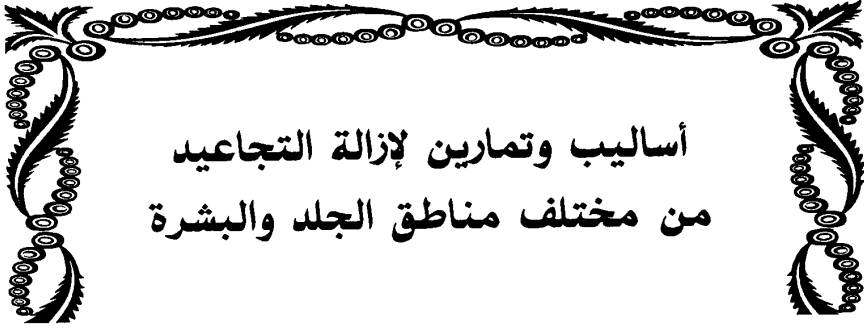 أساليب وتمارين لإزالة التجاعيد
من مختلف مناطق الجلد والبشرة